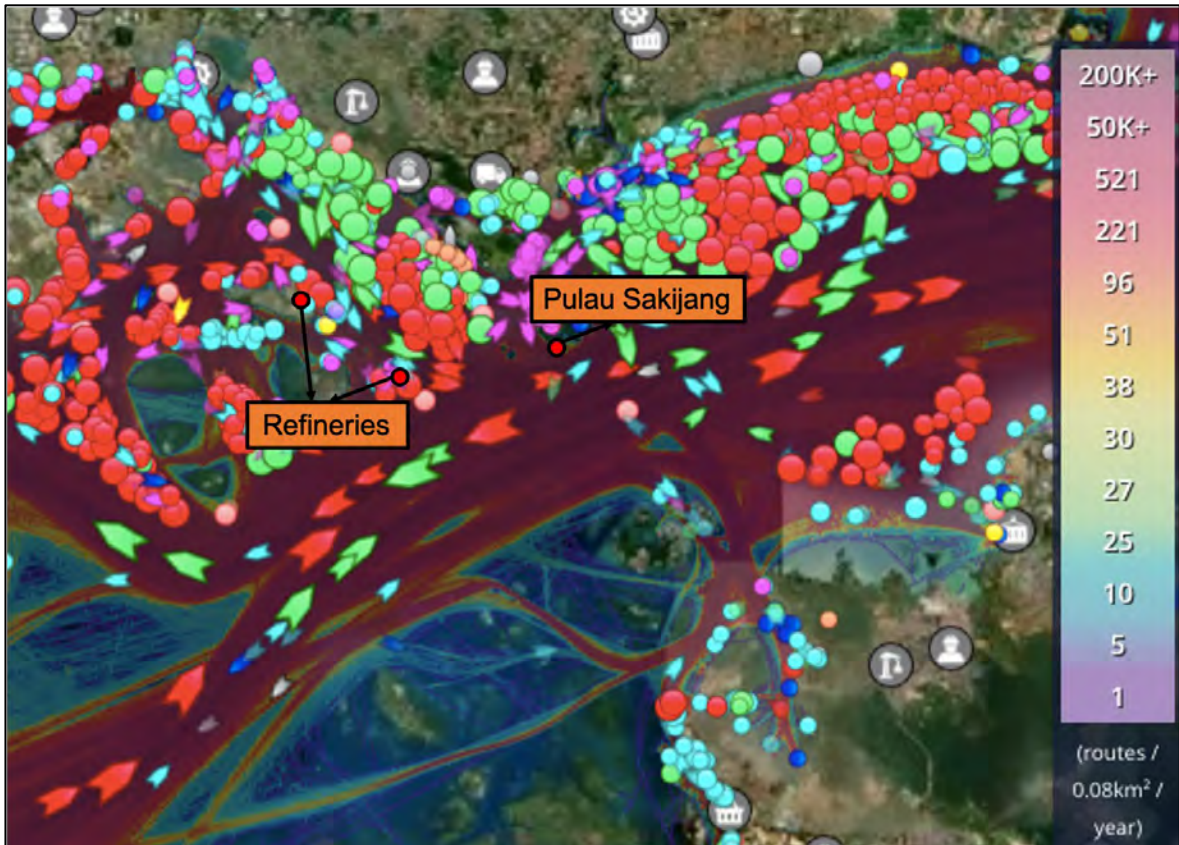 200K+
50K+
521
221
Pulau Sakijang
96
51
38
Refineries
30
27
25
10
5
1
(routes /
0.08km² /
year)